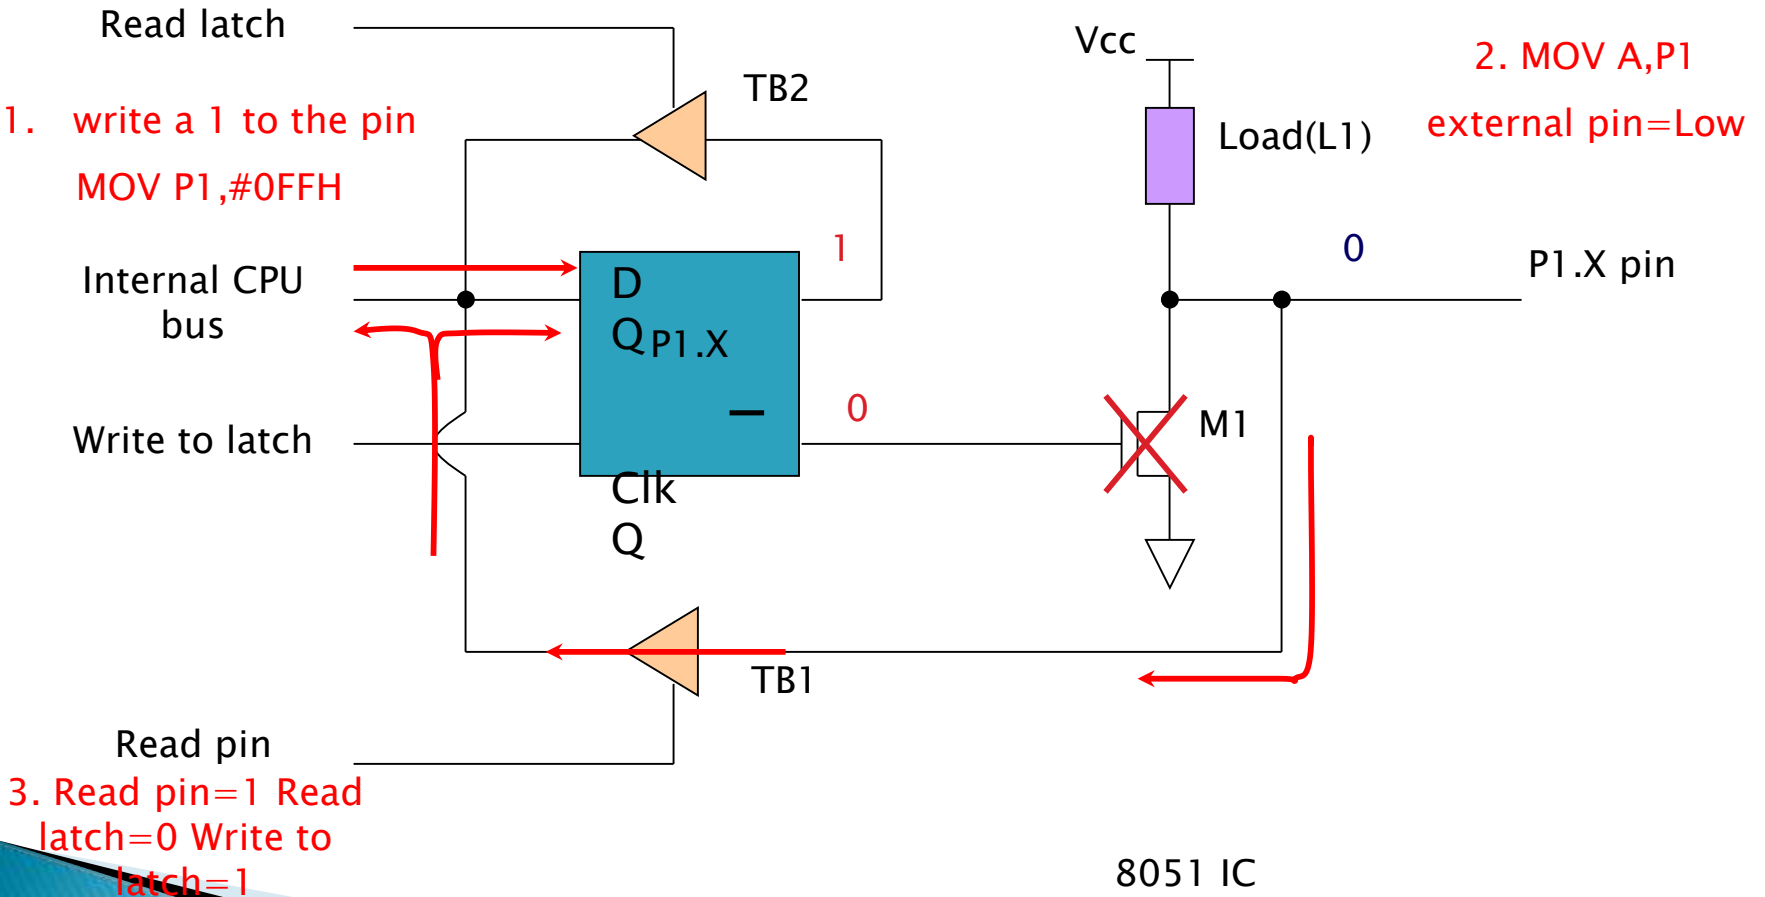 Read latch
Vcc
2. MOV A,P1
TB2
1. write a 1 to the pin
external pin=Low
Load(L1)
MOV P1,#0FFH
1
0
P1.X pin
Internal CPU
bus
D
Q P1.X
0
M1
Write to latch
Clk
Q
TB1
Read pin
3. Read pin=1 Read
latch=0 Write to
latch=1
8051 IC